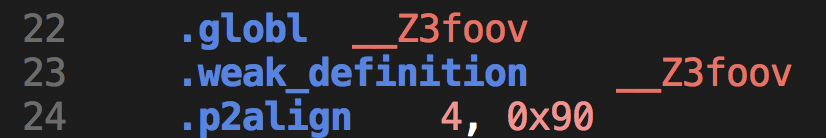 22 .globl __Z3foov
23 .weak_definition __Z3foov
24 .p2align 4, 0x90